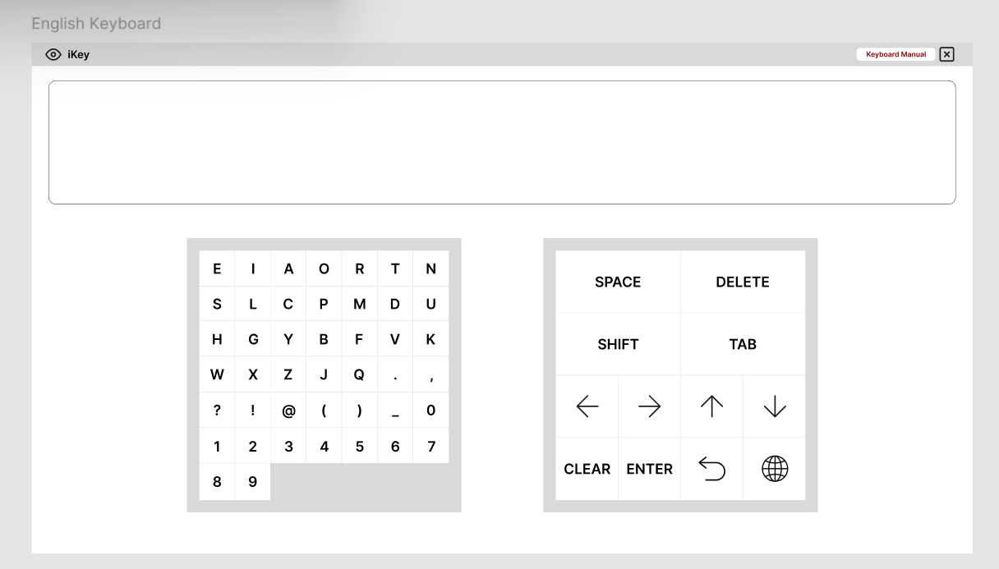 English Keyboard
iKey
Keyboard Manual
E I A O R T N
S L C P M D U
H G Y B F V K
W X Z J Q . ,
? ! @ ( ) _ 0
1 2 3 4 5 6 7
8 9
SPACE DELETE
SHIFT TAB
← → ↑ ↓
CLEAR ENTER